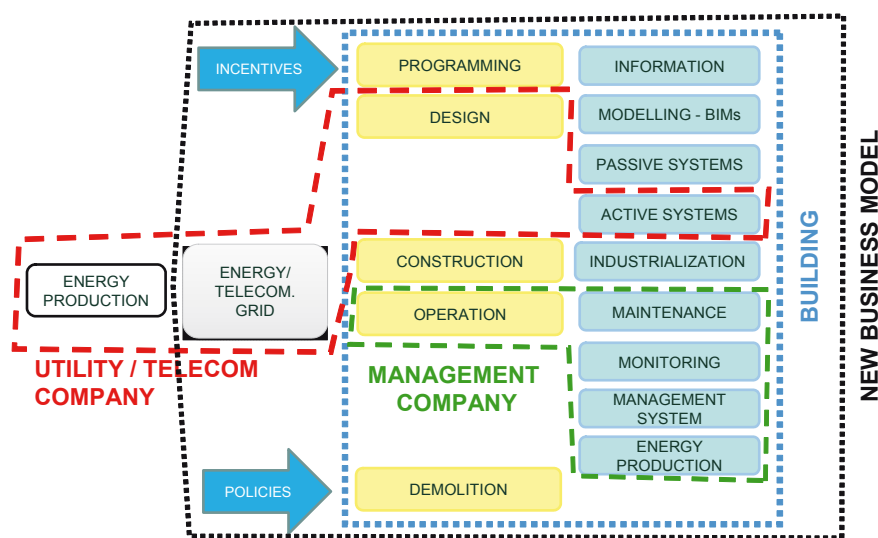 INCENTIVES
PROGRAMMING
INFORMATION
DESIGN
MODELLING - BIMs
PASSIVE SYSTEMS
ACTIVE SYSTEMS
ENERGY
PRODUCTION
ENERGY/
TELECOM.
GRID
CONSTRUCTION
INDUSTRIALIZATION
OPERATION
MAINTENANCE
UTILITY / TELECOM
COMPANY
MANAGEMENT
COMPANY
MONITORING
MANAGEMENT
SYSTEM
ENERGY
PRODUCTION
POLICIES
DEMOLITION
BUILDING
NEW BUSINESS MODEL